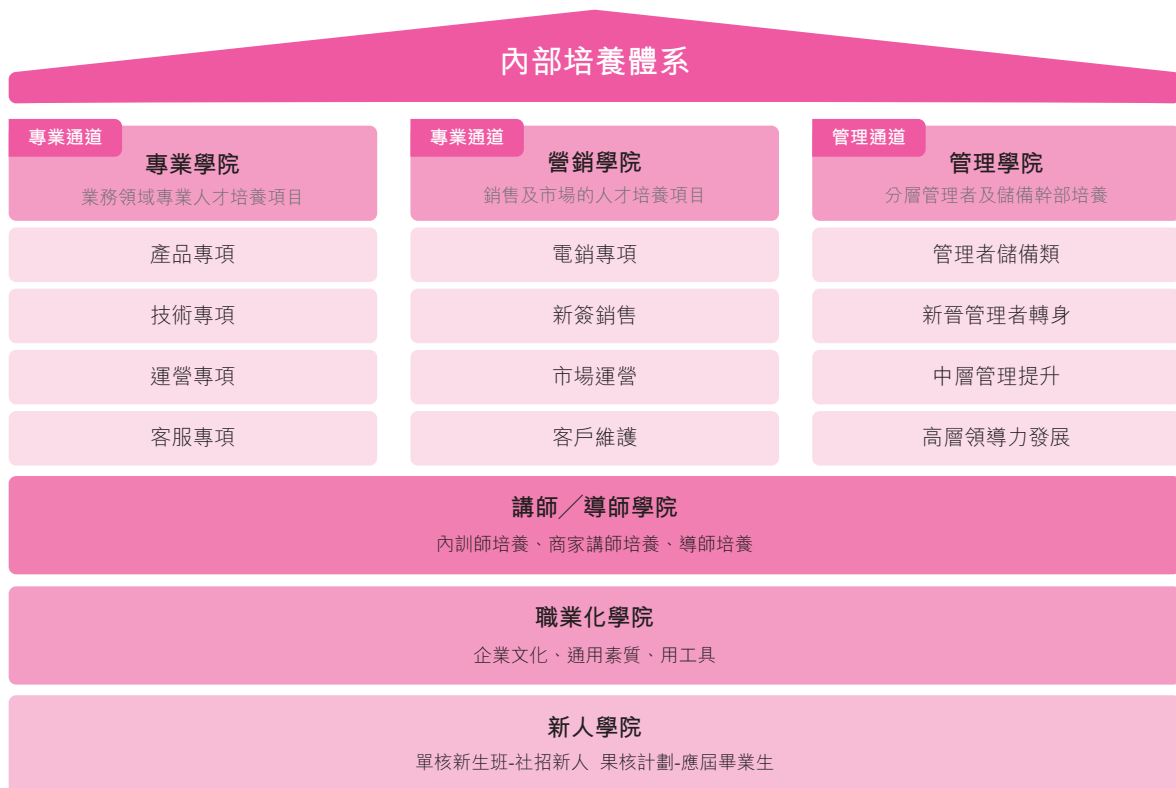 內部培養體系
專業通道
專業學院
業務領域專業人才培養項目
產品專項
技術專項
運營專項
客服專項
專業通道
營銷學院
銷售及市場的人才培養項目
電銷專項
新簽銷售
市場運營
客戶維護
管理通道
管理學院
分層管理者及儲備幹部培養
管理者儲備類
新晉管理者轉身
中層管理提升
高層領導力發展
講師／導師學院
內訓師培養、商家講師培養、導師培養
職業化學院
企業文化、通用素質、用工具
新人學院
單核新生班-社招新人 果核計劃-應屆畢業生